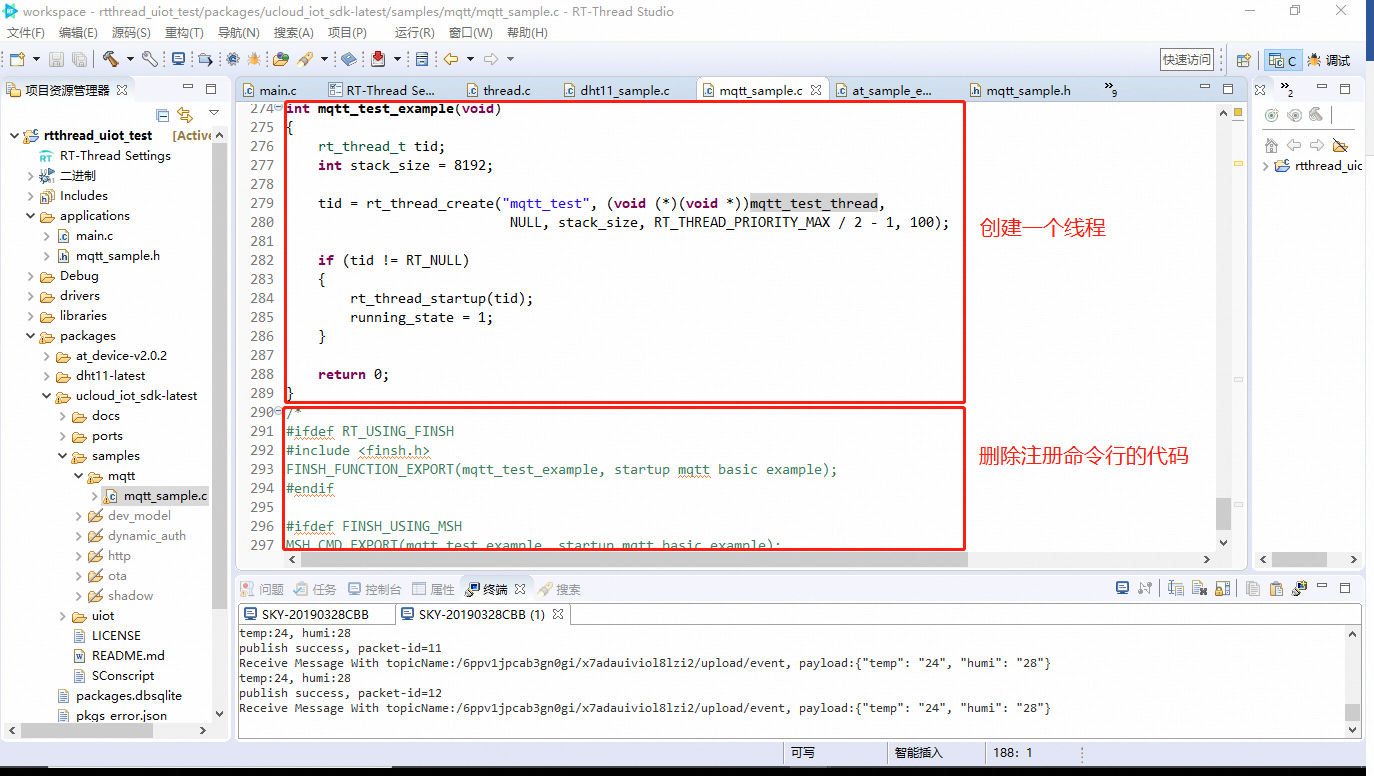 workspace - rtthread_uiot_test/packages/ucloud_iot_sdk-latest/samples/mqtt/mqtt_sample.c - RT-Thread Studio
文件(F) 编辑(E) 源码(S) 重构(T) 导航(N) 搜索(A) 项目(P) 运行(R) 窗口(W) 帮助(H)
快速访问 C 调试
项目资源管理器
rtthread_uiot_test [Active
RT-Thread Settings
二进制
Includes
applications
main.c
mqtt_sample.h
Debug
drivers
libraries
packages
at_device-v2.0.2
dht11-latest
ucloud_iot_sdk-latest
docs
ports
samples
mqtt
mqtt_sample.c
dev_model
dynamic_auth
http
ota
shadow
uiot
LICENSE
README.md
SConscript
packages.dbsqlite
pkgs_error.json
main.c RT-Thread Se... thread.c dht11_sample.c mqtt_sample.c at_sample_e... mqtt_sample.h »9
274 int mqtt_test_example(void)
275 {
276 rt_thread_t tid;
277 int stack_size = 8192;
278
279 tid = rt_thread_create("mqtt_test", (void (*)(void *))mqtt_test_thread,
280 NULL, stack_size, RT_THREAD_PRIORITY_MAX / 2 - 1, 100);
281
282 if (tid != RT_NULL)
283 {
284 rt_thread_startup(tid);
285 running_state = 1;
286 }
287
288 return 0;
289 }
290 /*
291 #ifdef RT_USING_FINSH
292 #include <finsh.h>
293 FINSH_FUNCTION_EXPORT(mqtt_test_example, startup mqtt basic example);
294 #endif
295
296 #ifdef FINSH_USING_MSH
297 MSH_CMD_EXPORT(mqtt_test_example, startup mqtt basic example);
创建一个线程
删除注册命令行的代码
»2
rtthread_uio
问题 任务 控制台 属性 终端 搜索
SKY-20190328CBB SKY-20190328CBB (1)
temp:24, humi:28
publish success, packet-id=11
Receive Message With topicName:/6ppv1jpcab3gn0gi/x7adauiviol8lzi2/upload/event, payload:{"temp": "24", "humi": "28"}
temp:24, humi:28
publish success, packet-id=12
Receive Message With topicName:/6ppv1jpcab3gn0gi/x7adauiviol8lzi2/upload/event, payload:{"temp": "24", "humi": "28"}
可写 智能插入 188: 1